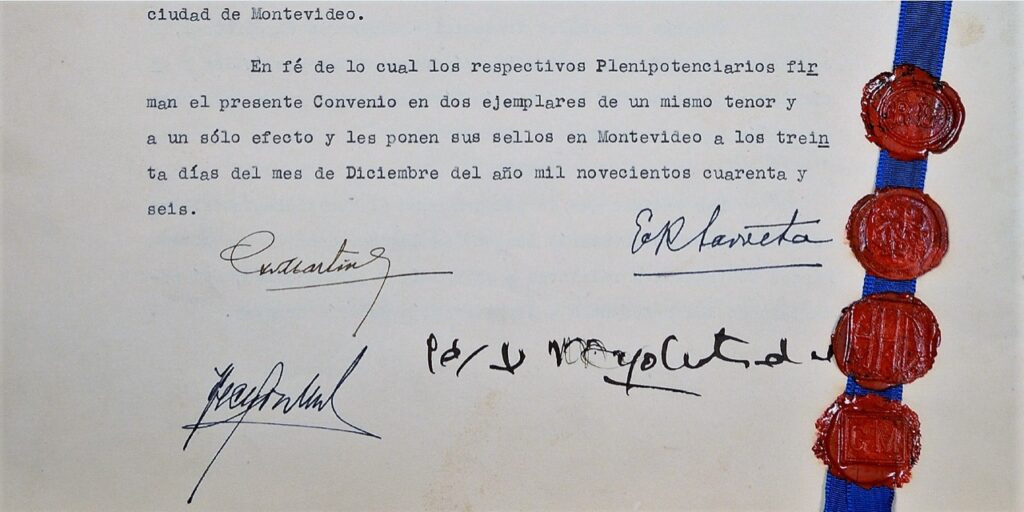 ciudad de Montevideo.
En fé de lo cual los respectivos Plenipotenciarios fir
man el presente Convenio en dos ejemplares de un mismo tenor y
a un sólo efecto y les ponen sus sellos en Montevideo a los trein
ta días del mes de Diciembre del año mil novecientos cuarenta y
seis.